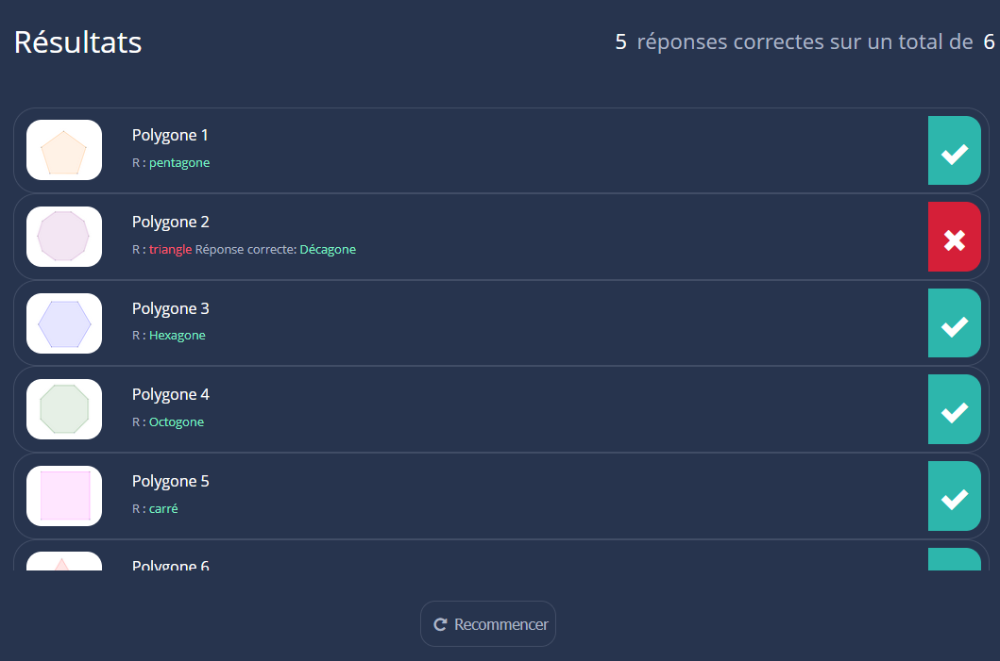 Résultats
5 réponses correctes sur un total de 6
Polygone 1
R : pentagone
Polygone 2
R : triangle Réponse correcte: Décagone
Polygone 3
R : Hexagone
Polygone 4
R : Octogone
Polygone 5
R : carré
Polygone 6
Recommencer